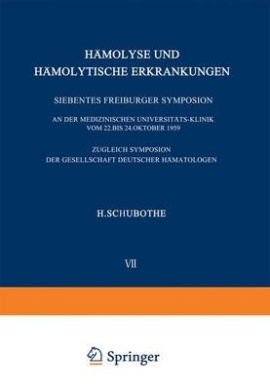 HÄMOLYSE UND
HÄMOLYTISCHE ERKRANKUNGEN
SIEBENTES FREIBURGER SYMPOSION
AN DER MEDIZINISCHEN UNIVERSITÄTS-KLINIK
VOM 22. BIS 24. OKTOBER 1959
ZUGLEICH SYMPOSION
DER GESELLSCHAFT DEUTSCHER HÄMATOLOGEN
H. SCHUBOTHE
VII
Springer